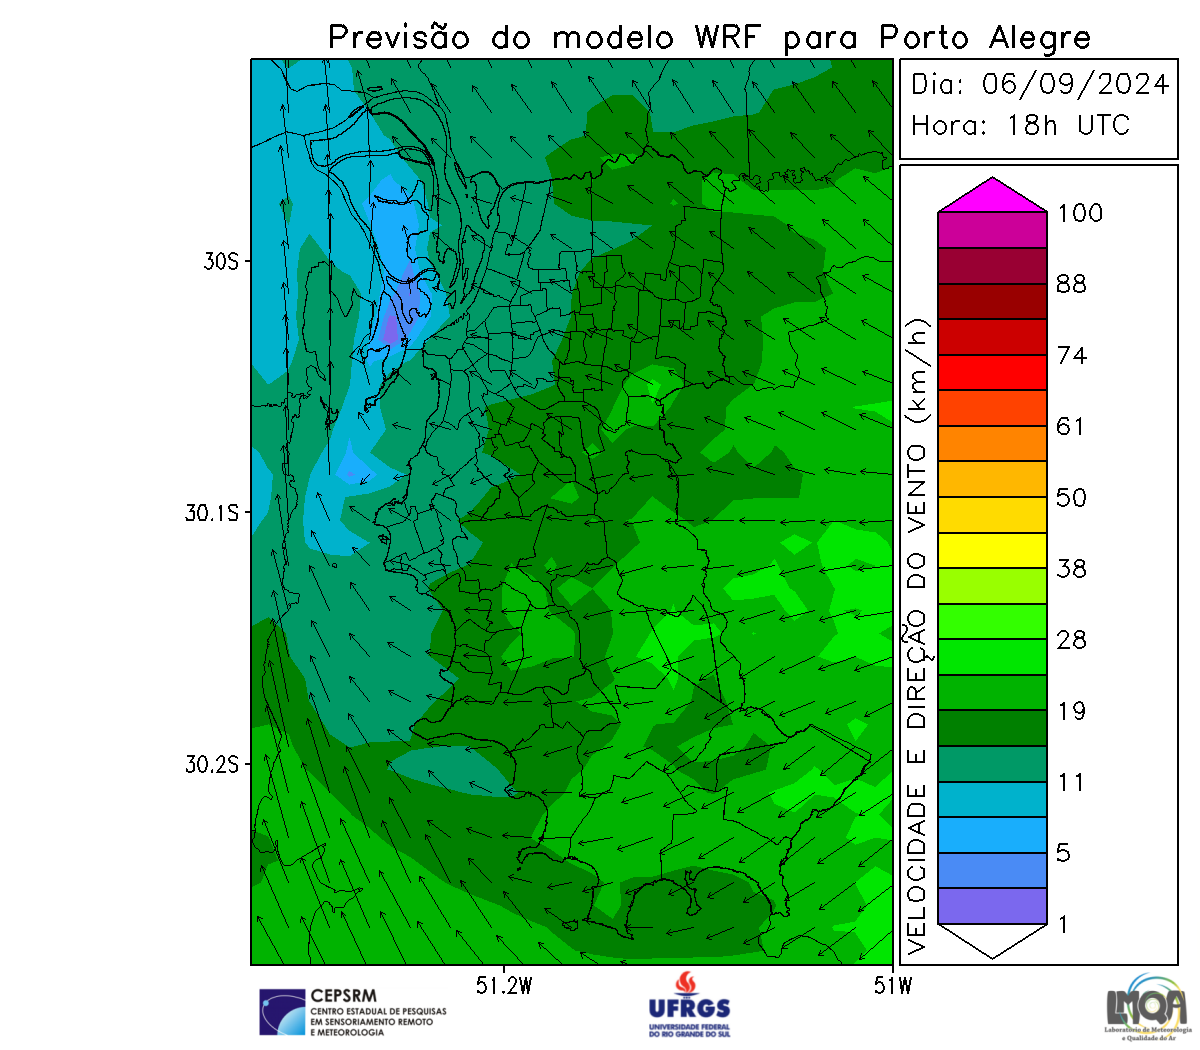 Previsão do modelo WRF para Porto Alegre
Dia: 06/09/2024
Hora: 18h UTC
VELOCIDADE E DIREÇÃO DO VENTO (km/h)
100
88
74
61
50
38
28
19
11
5
1
30S
30.1S
30.2S
51.2W
51W
CEPSRM
CENTRO ESTADUAL DE PESQUISAS
EM SENSORIAMENTO REMOTO
E METEOROLOGIA
UFRGS
UNIVERSIDADE FEDERAL
DO RIO GRANDE DO SUL
LMQA
Laboratório de Meteorologia
e Qualidade do Ar